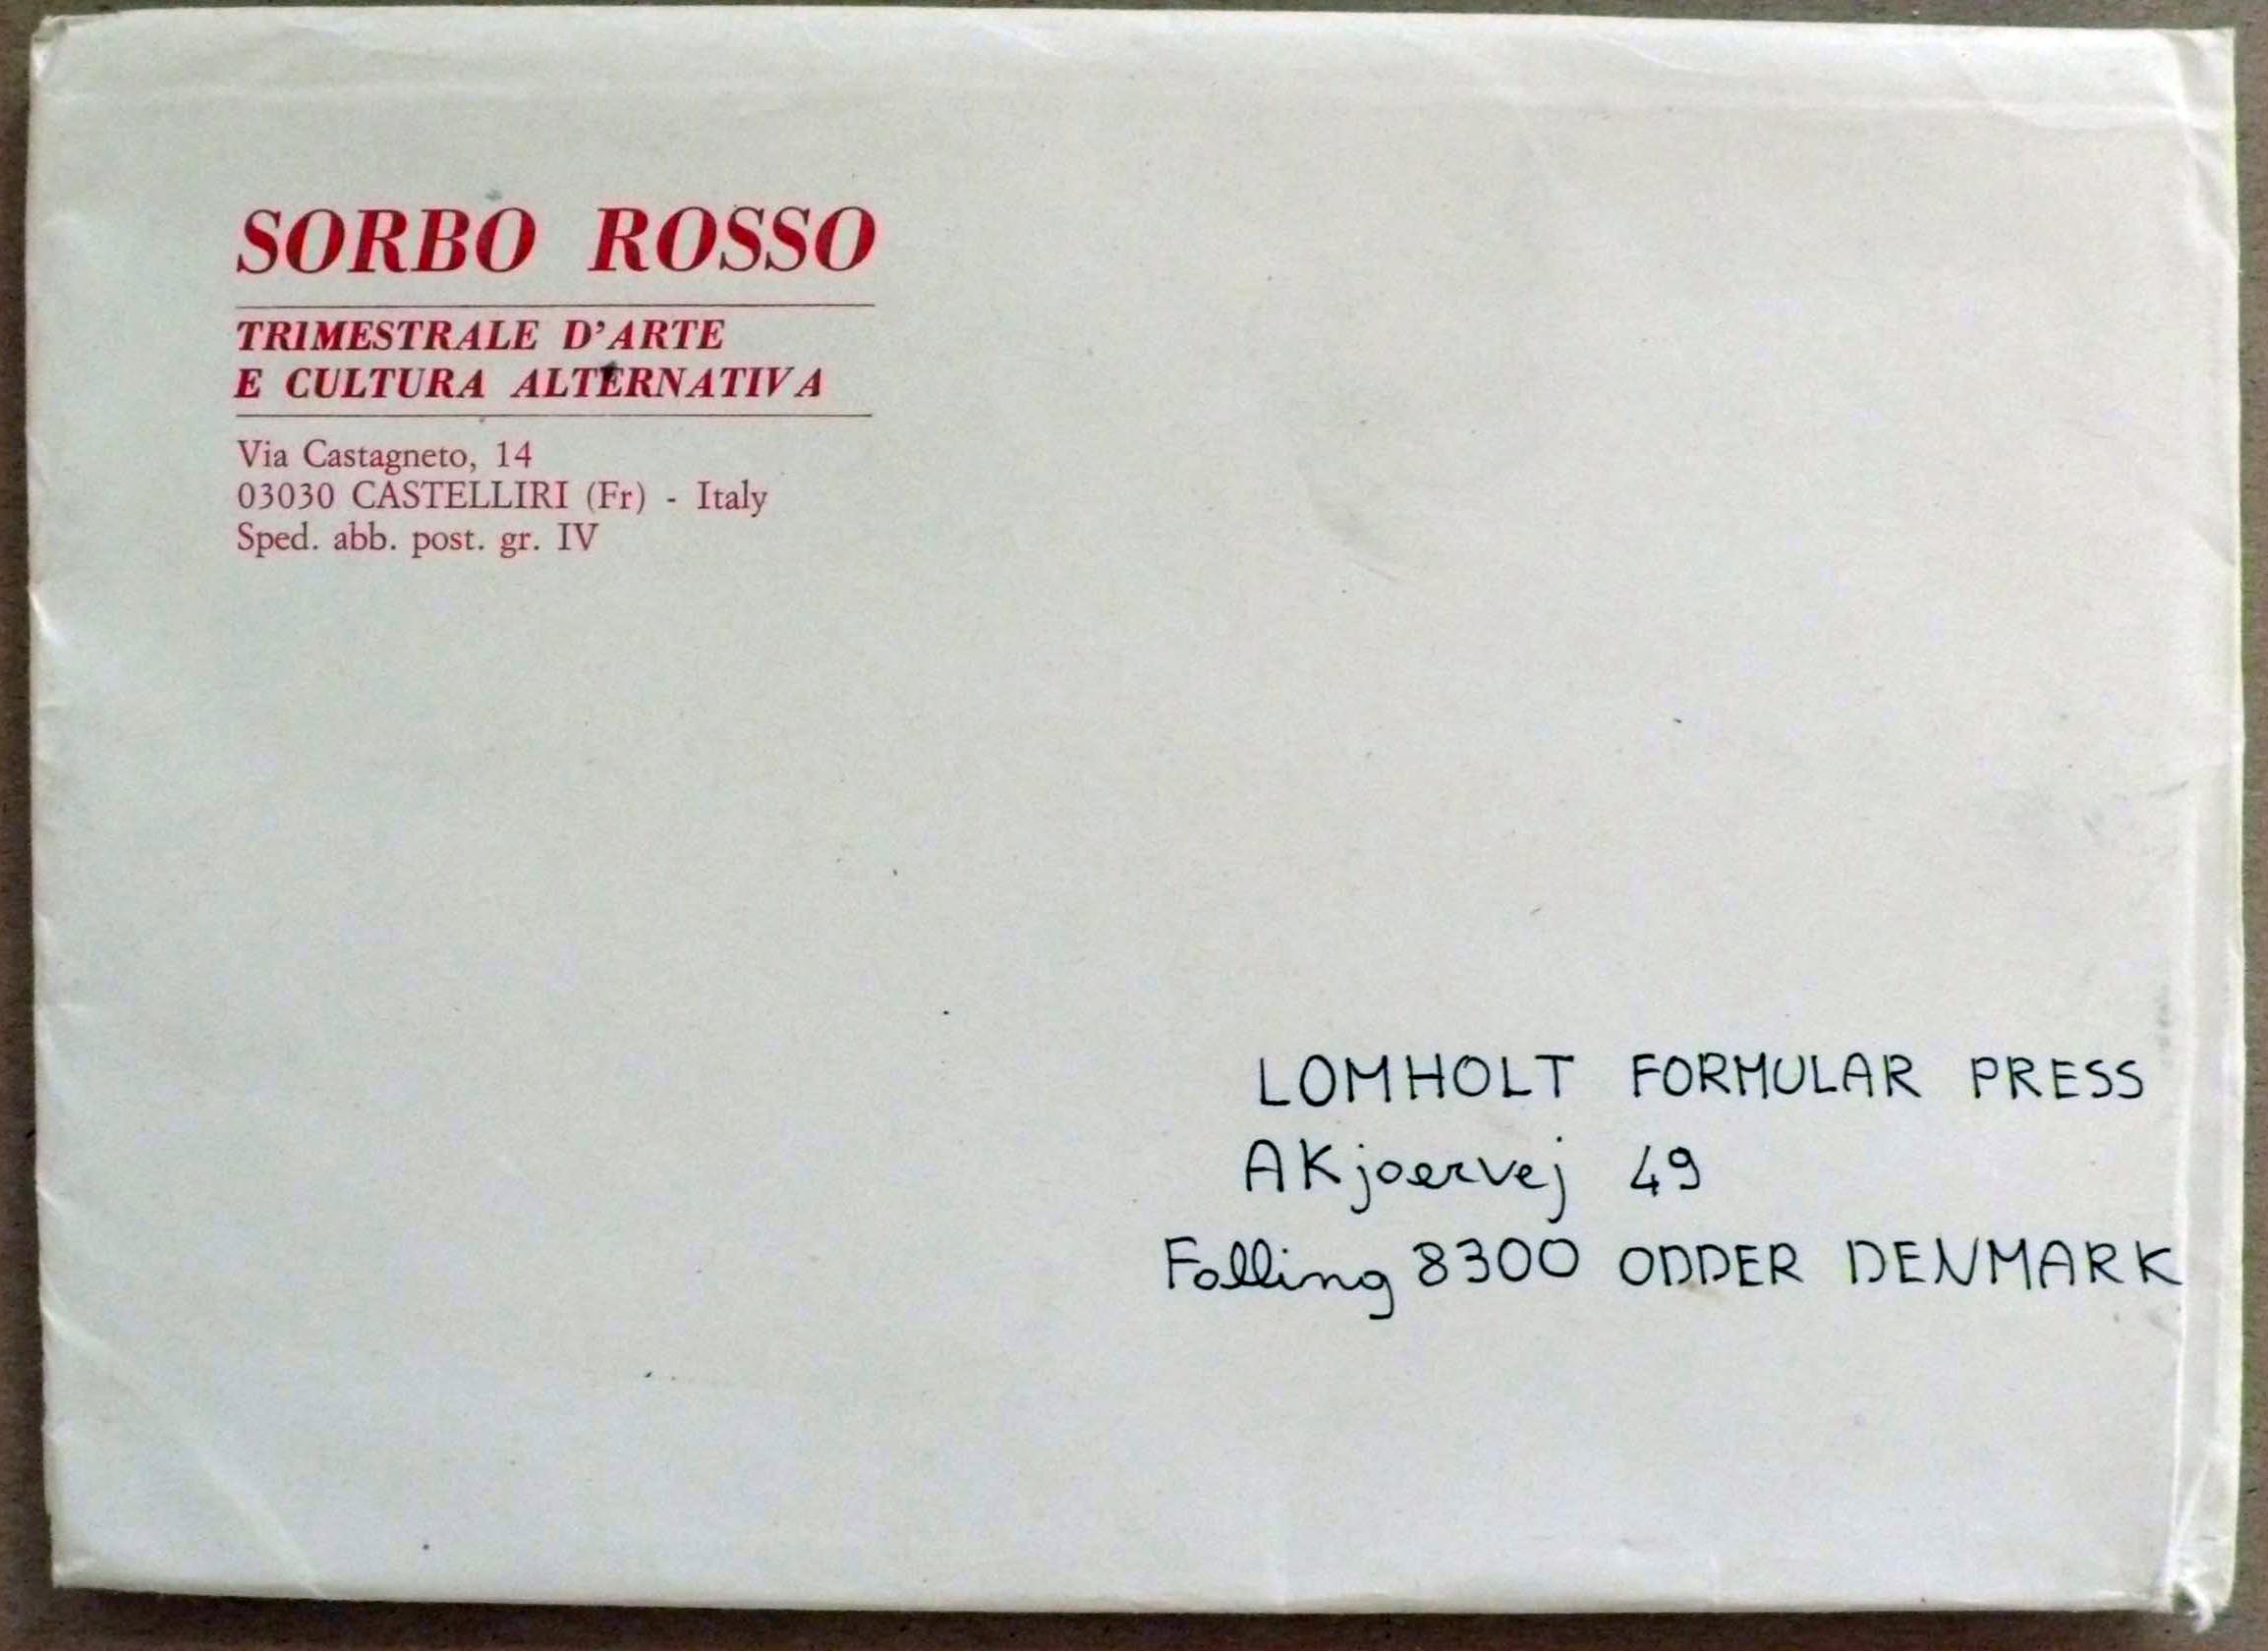 SORBO ROSSO
TRIMESTRALE D'ARTE
E CULTURA ALTERNATIVA
Via Castagneto, 14
03030 CASTELLIRI (Fr) - Italy
Sped. abb. post. gr. IV
LOMHOLT FORMULAR PRESS
AKjoervej 49
Folling 8300 ODDER DENMARK